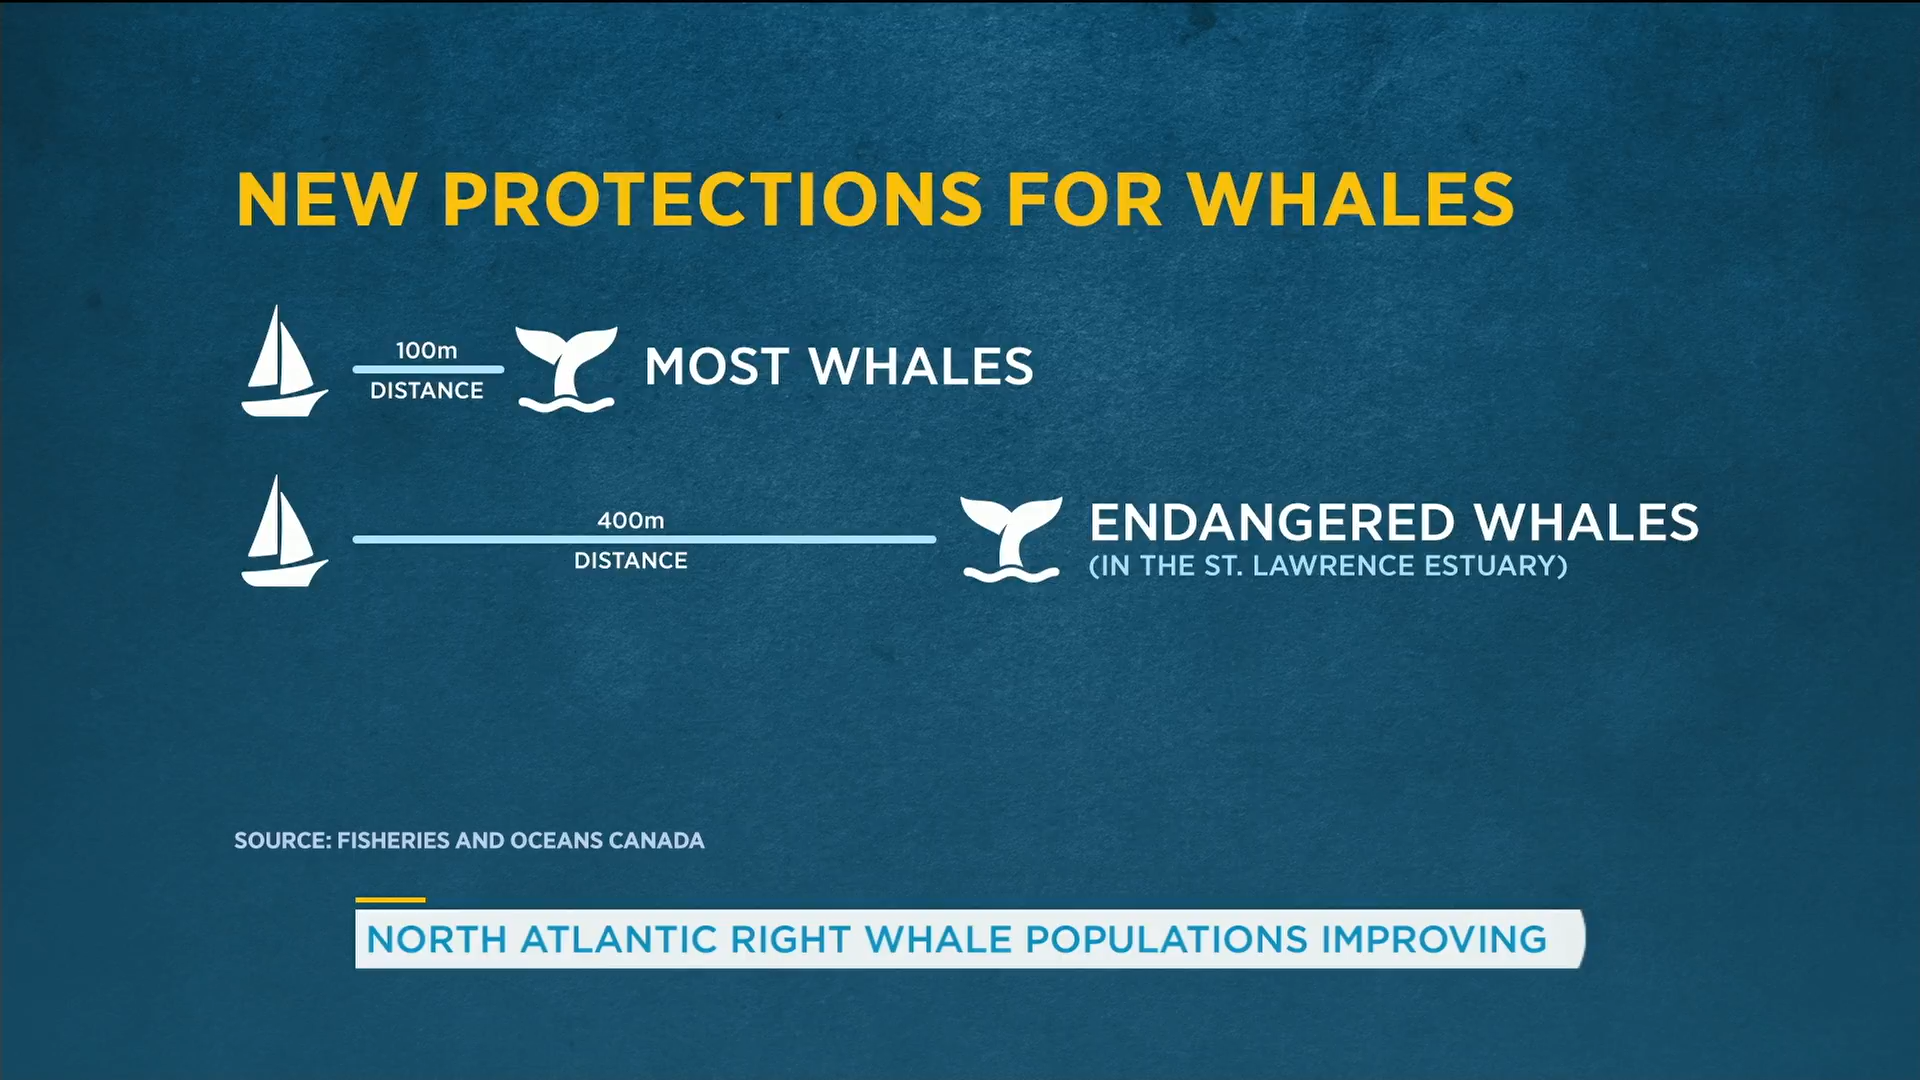 NEW PROTECTIONS FOR WHALES
100m
DISTANCE
MOST WHALES
400m
DISTANCE
ENDANGERED WHALES
(IN THE ST. LAWRENCE ESTUARY)
SOURCE: FISHERIES AND OCEANS CANADA
NORTH ATLANTIC RIGHT WHALE POPULATIONS IMPROVING